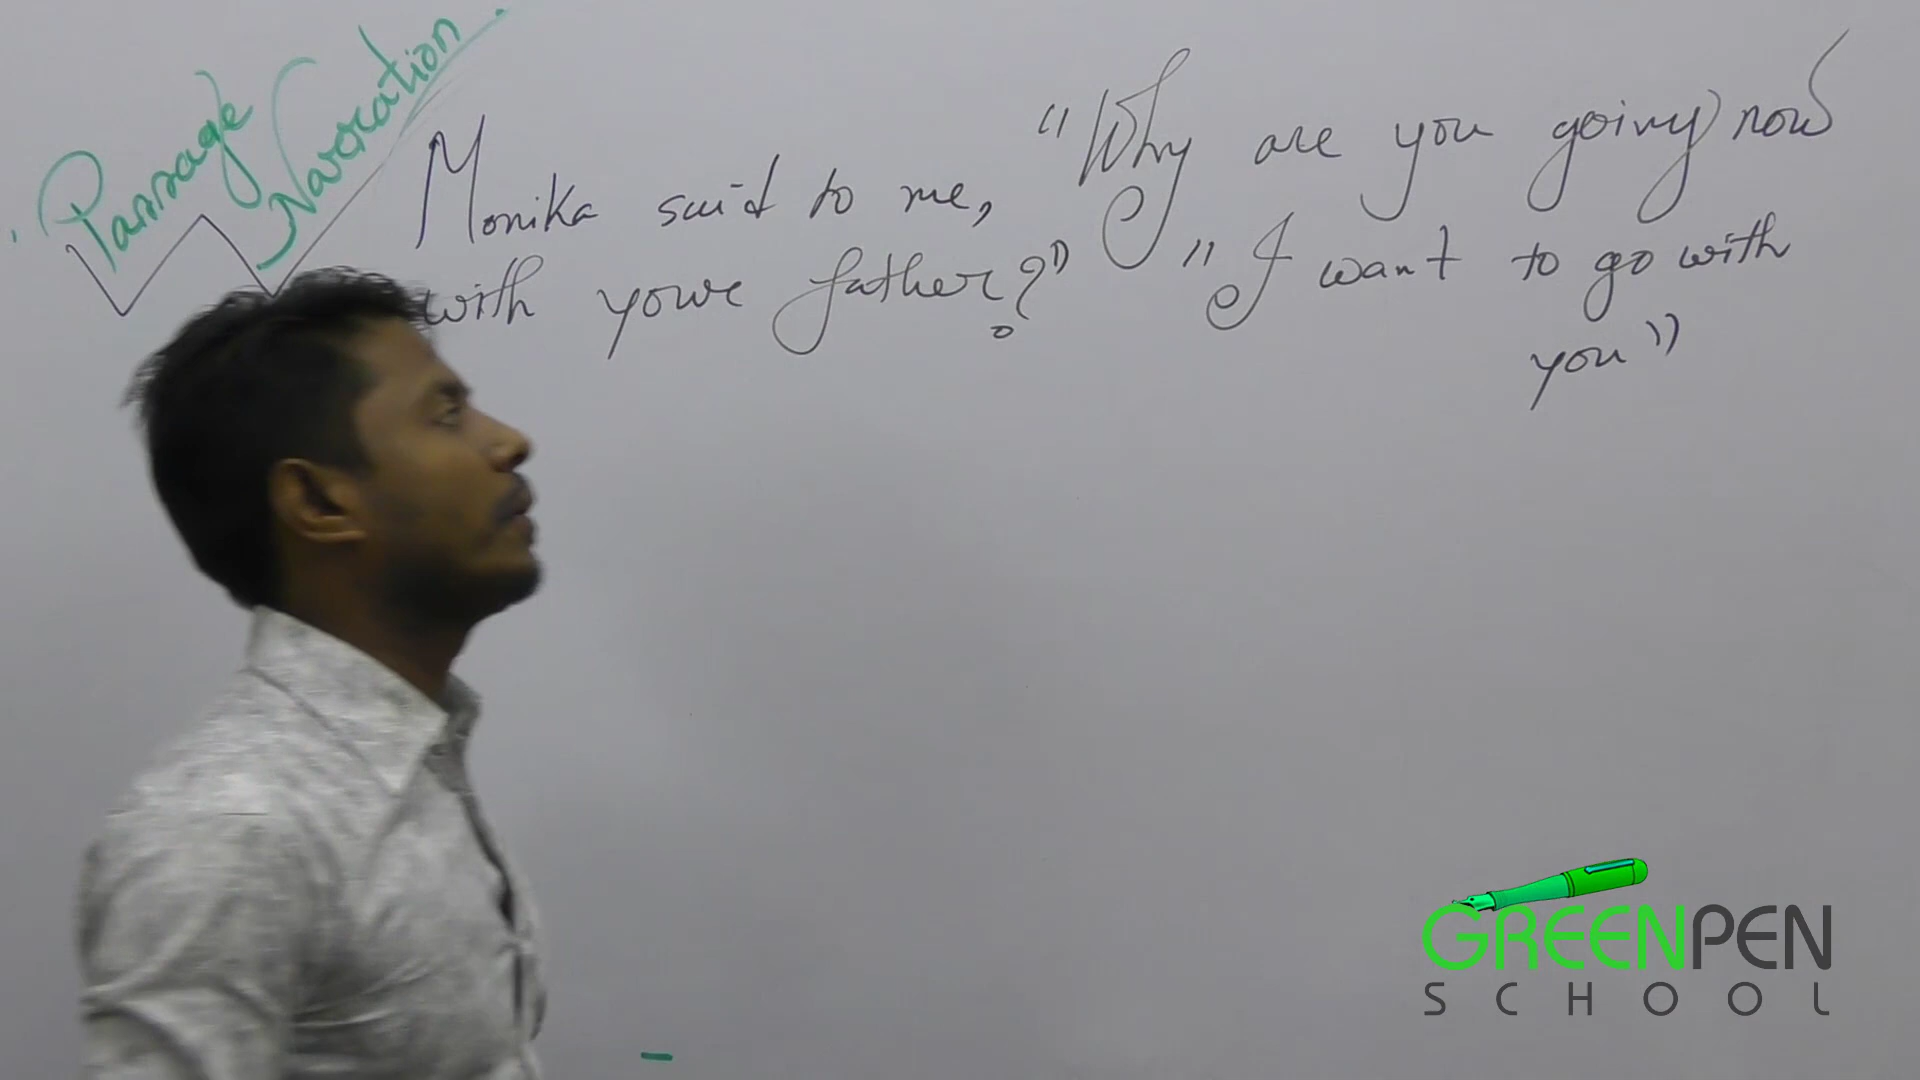 Passage
Narration
Monika said to me, "Why are you going now
with your father?" "I want to go with
you"
GREENPEN
SCHOOL